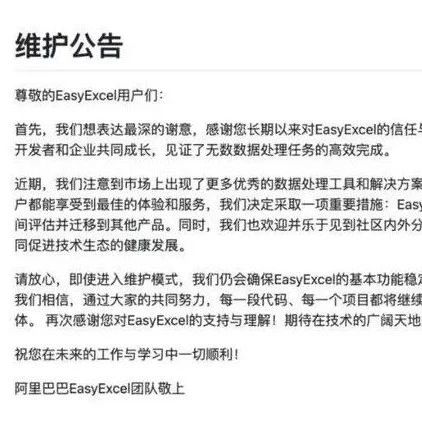 维护公告
尊敬的EasyExcel用户们：
首先，我们想表达最深的谢意，感谢您长期以来对EasyExcel的信任与
开发者和企业共同成长，见证了无数数据处理任务的高效完成。
近期，我们注意到市场上出现了更多优秀的数据处理工具和解决方案
户都能享受到最佳的体验和服务，我们决定采取一项重要措施：Easy
间评估并迁移到其他产品。同时，我们也欢迎并乐于见到社区内外分
同促进技术生态的健康发展。
请放心，即使进入维护模式，我们仍会确保EasyExcel的基本功能稳定
我们相信，通过大家的共同努力，每一段代码、每一个项目都将继续
体。 再次感谢您对EasyExcel的支持与理解！期待在技术的广阔天地
祝您在未来的工作与学习中一切顺利！
阿里巴巴EasyExcel团队敬上